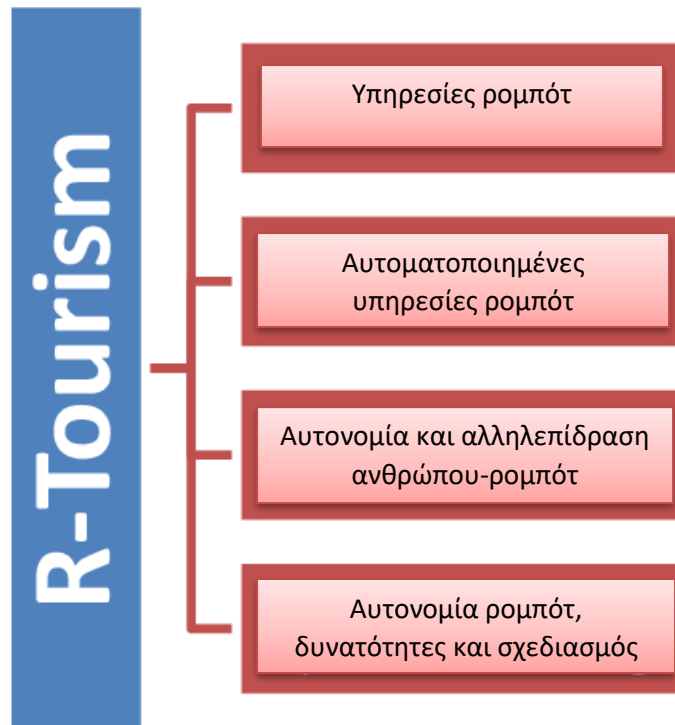 R-Tourism
Υπηρεσίες ρομπότ
Αυτοματοποιημένες
υπηρεσίες ρομπότ
Αυτονομία και αλληλεπίδραση
ανθρώπου-ρομπότ
Αυτονομία ρομπότ,
δυνατότητες και σχεδιασμός